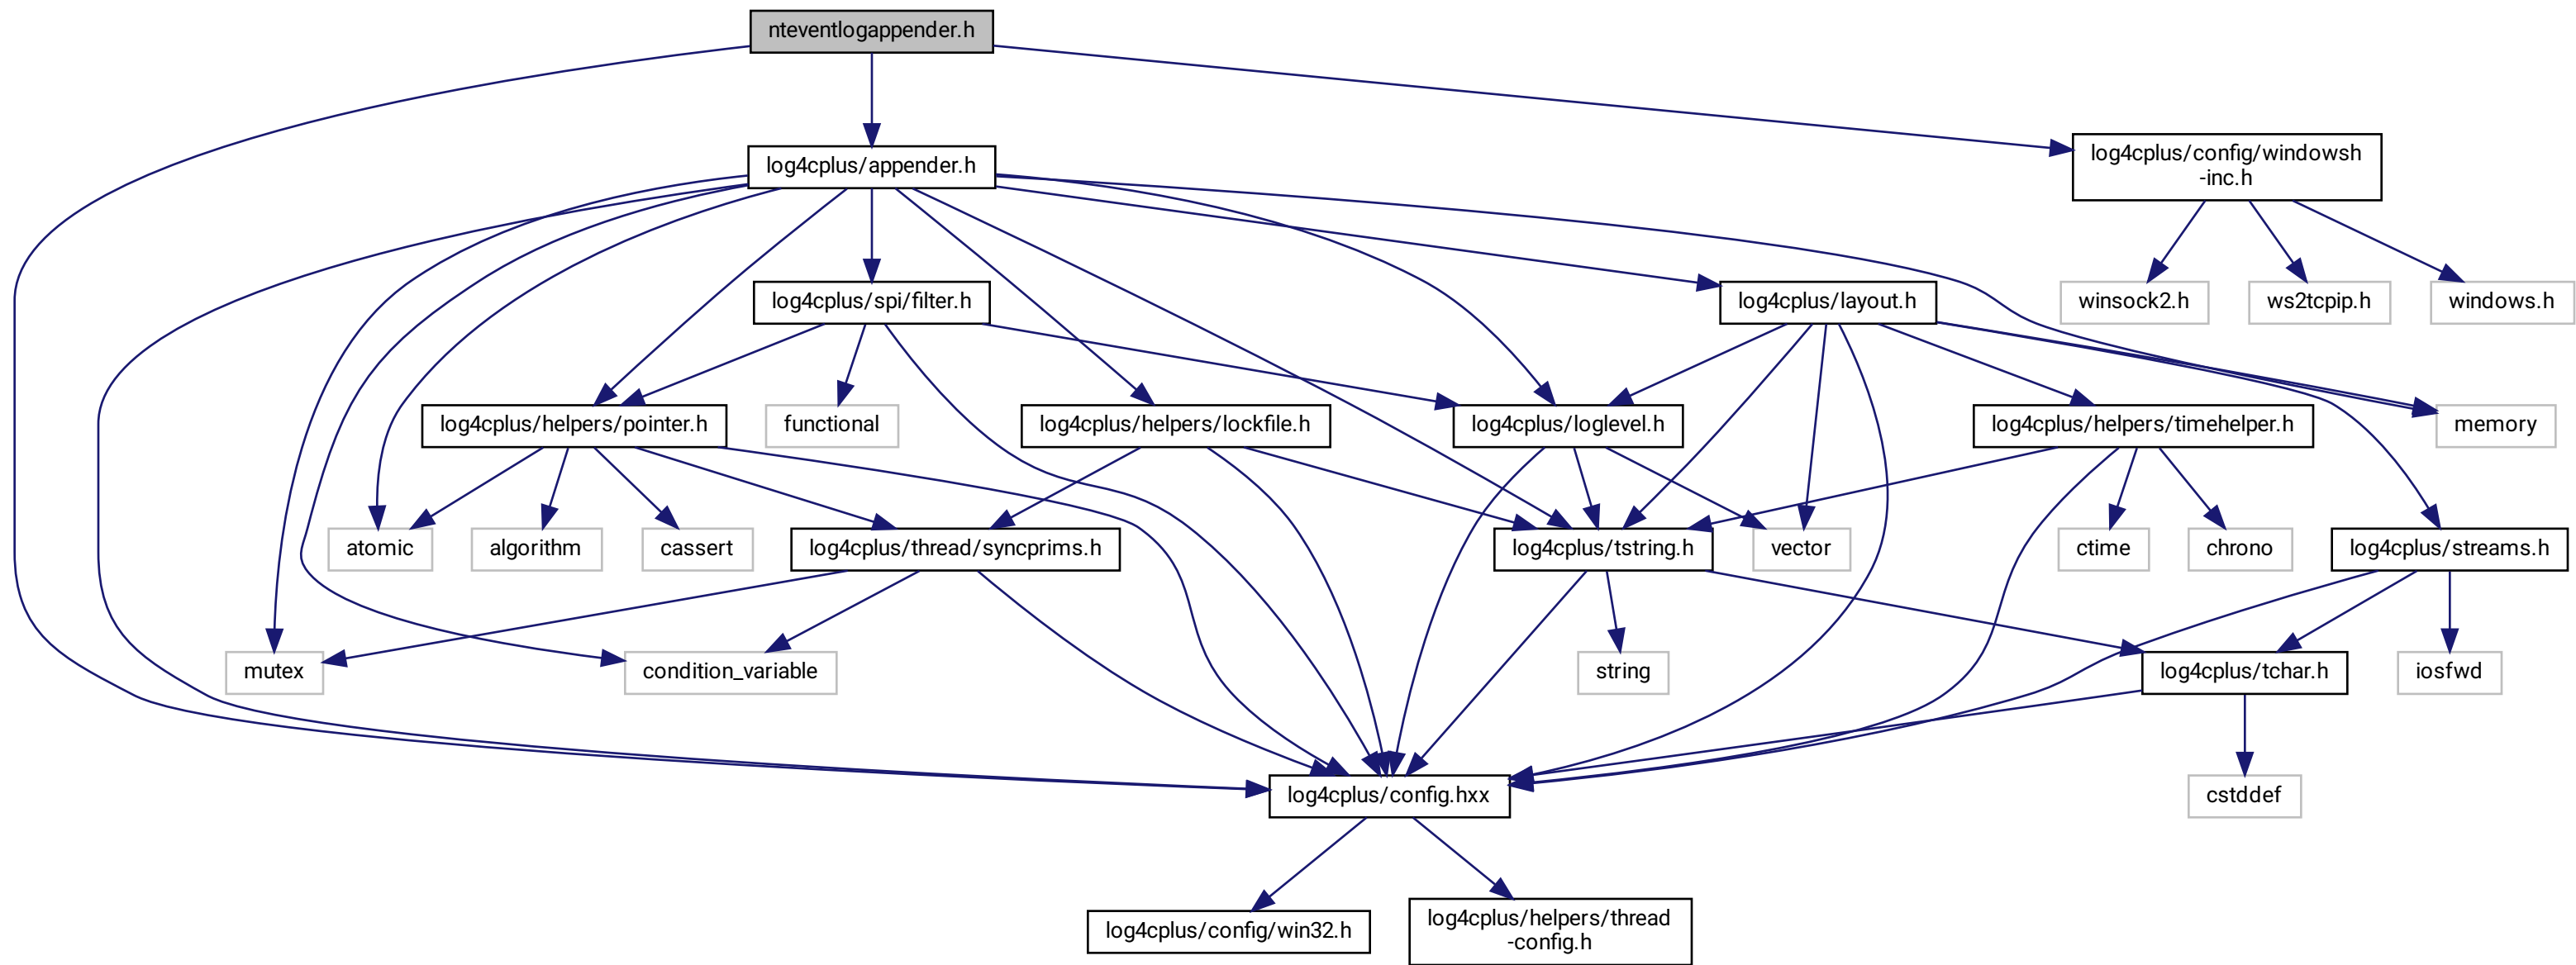 nteventlogappender.h
log4cplus/appender.h
log4cplus/config/windowsh
-inc.h
log4cplus/spi/filter.h
log4cplus/layout.h
winsock2.h
ws2tcpip.h
windows.h
log4cplus/helpers/pointer.h
functional
log4cplus/helpers/lockfile.h
log4cplus/loglevel.h
log4cplus/helpers/timehelper.h
memory
atomic
algorithm
cassert
log4cplus/thread/syncprims.h
log4cplus/tstring.h
vector
ctime
chrono
log4cplus/streams.h
mutex
condition_variable
string
log4cplus/tchar.h
iosfwd
log4cplus/config.hxx
cstddef
log4cplus/config/win32.h
log4cplus/helpers/thread
-config.h